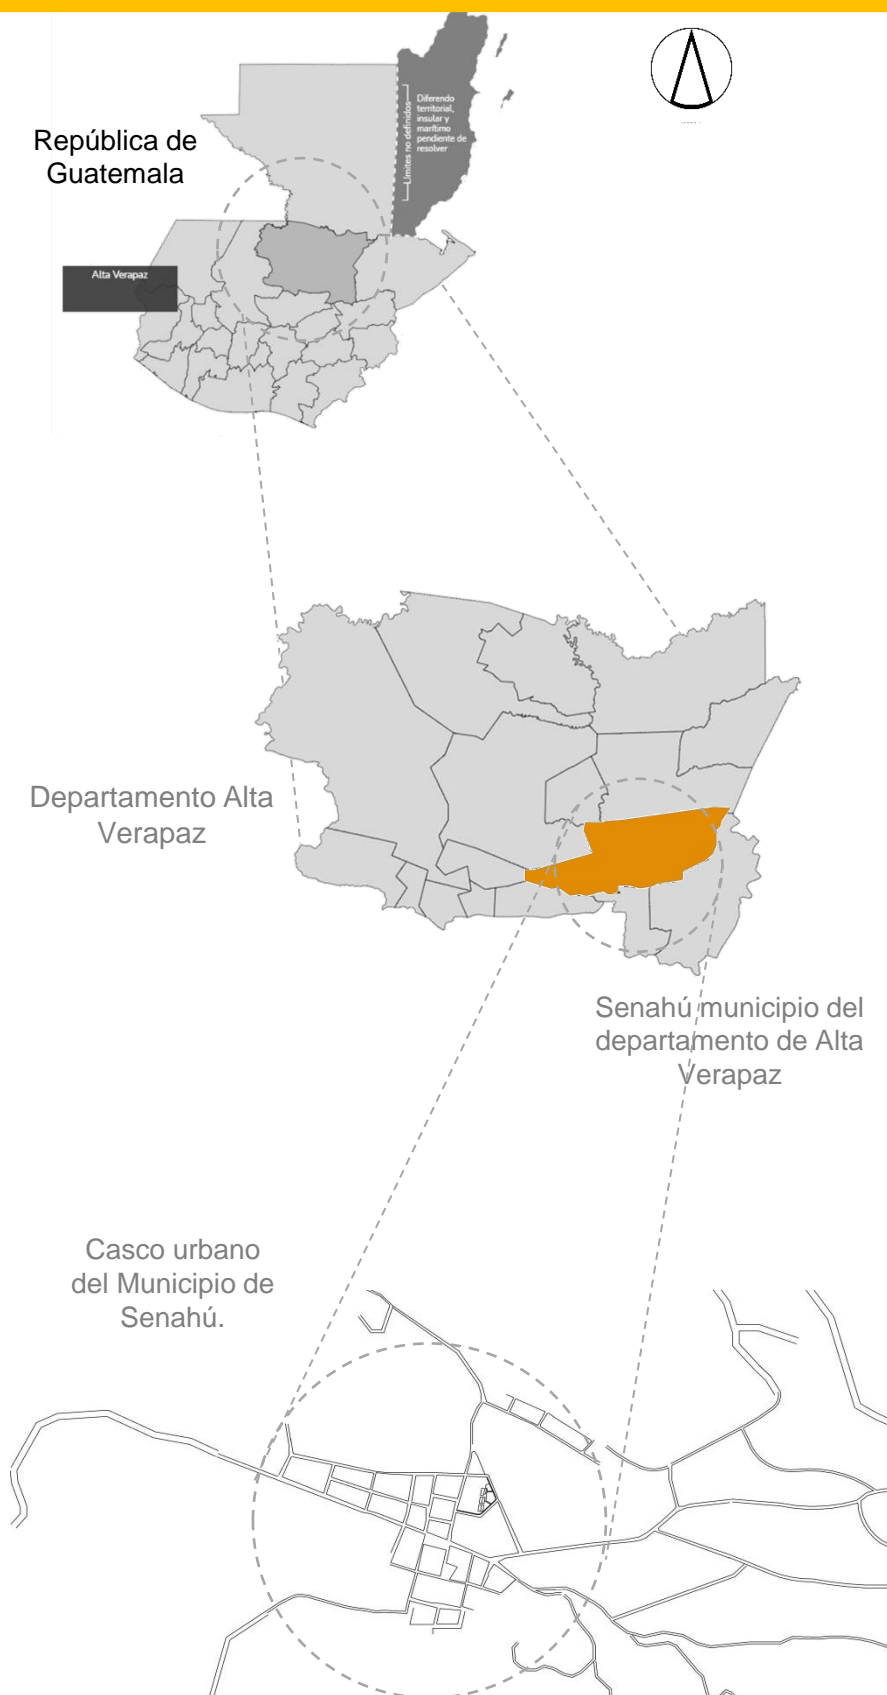 República de
Guatemala
Límites no definidos
Diferendo
territorial,
insular y
marítimo
pendiente de
resolver
Alta Verapaz
Departamento Alta
Verapaz
Senahú municipio del
departamento de Alta
Verapaz
Casco urbano
del Municipio de
Senahú.